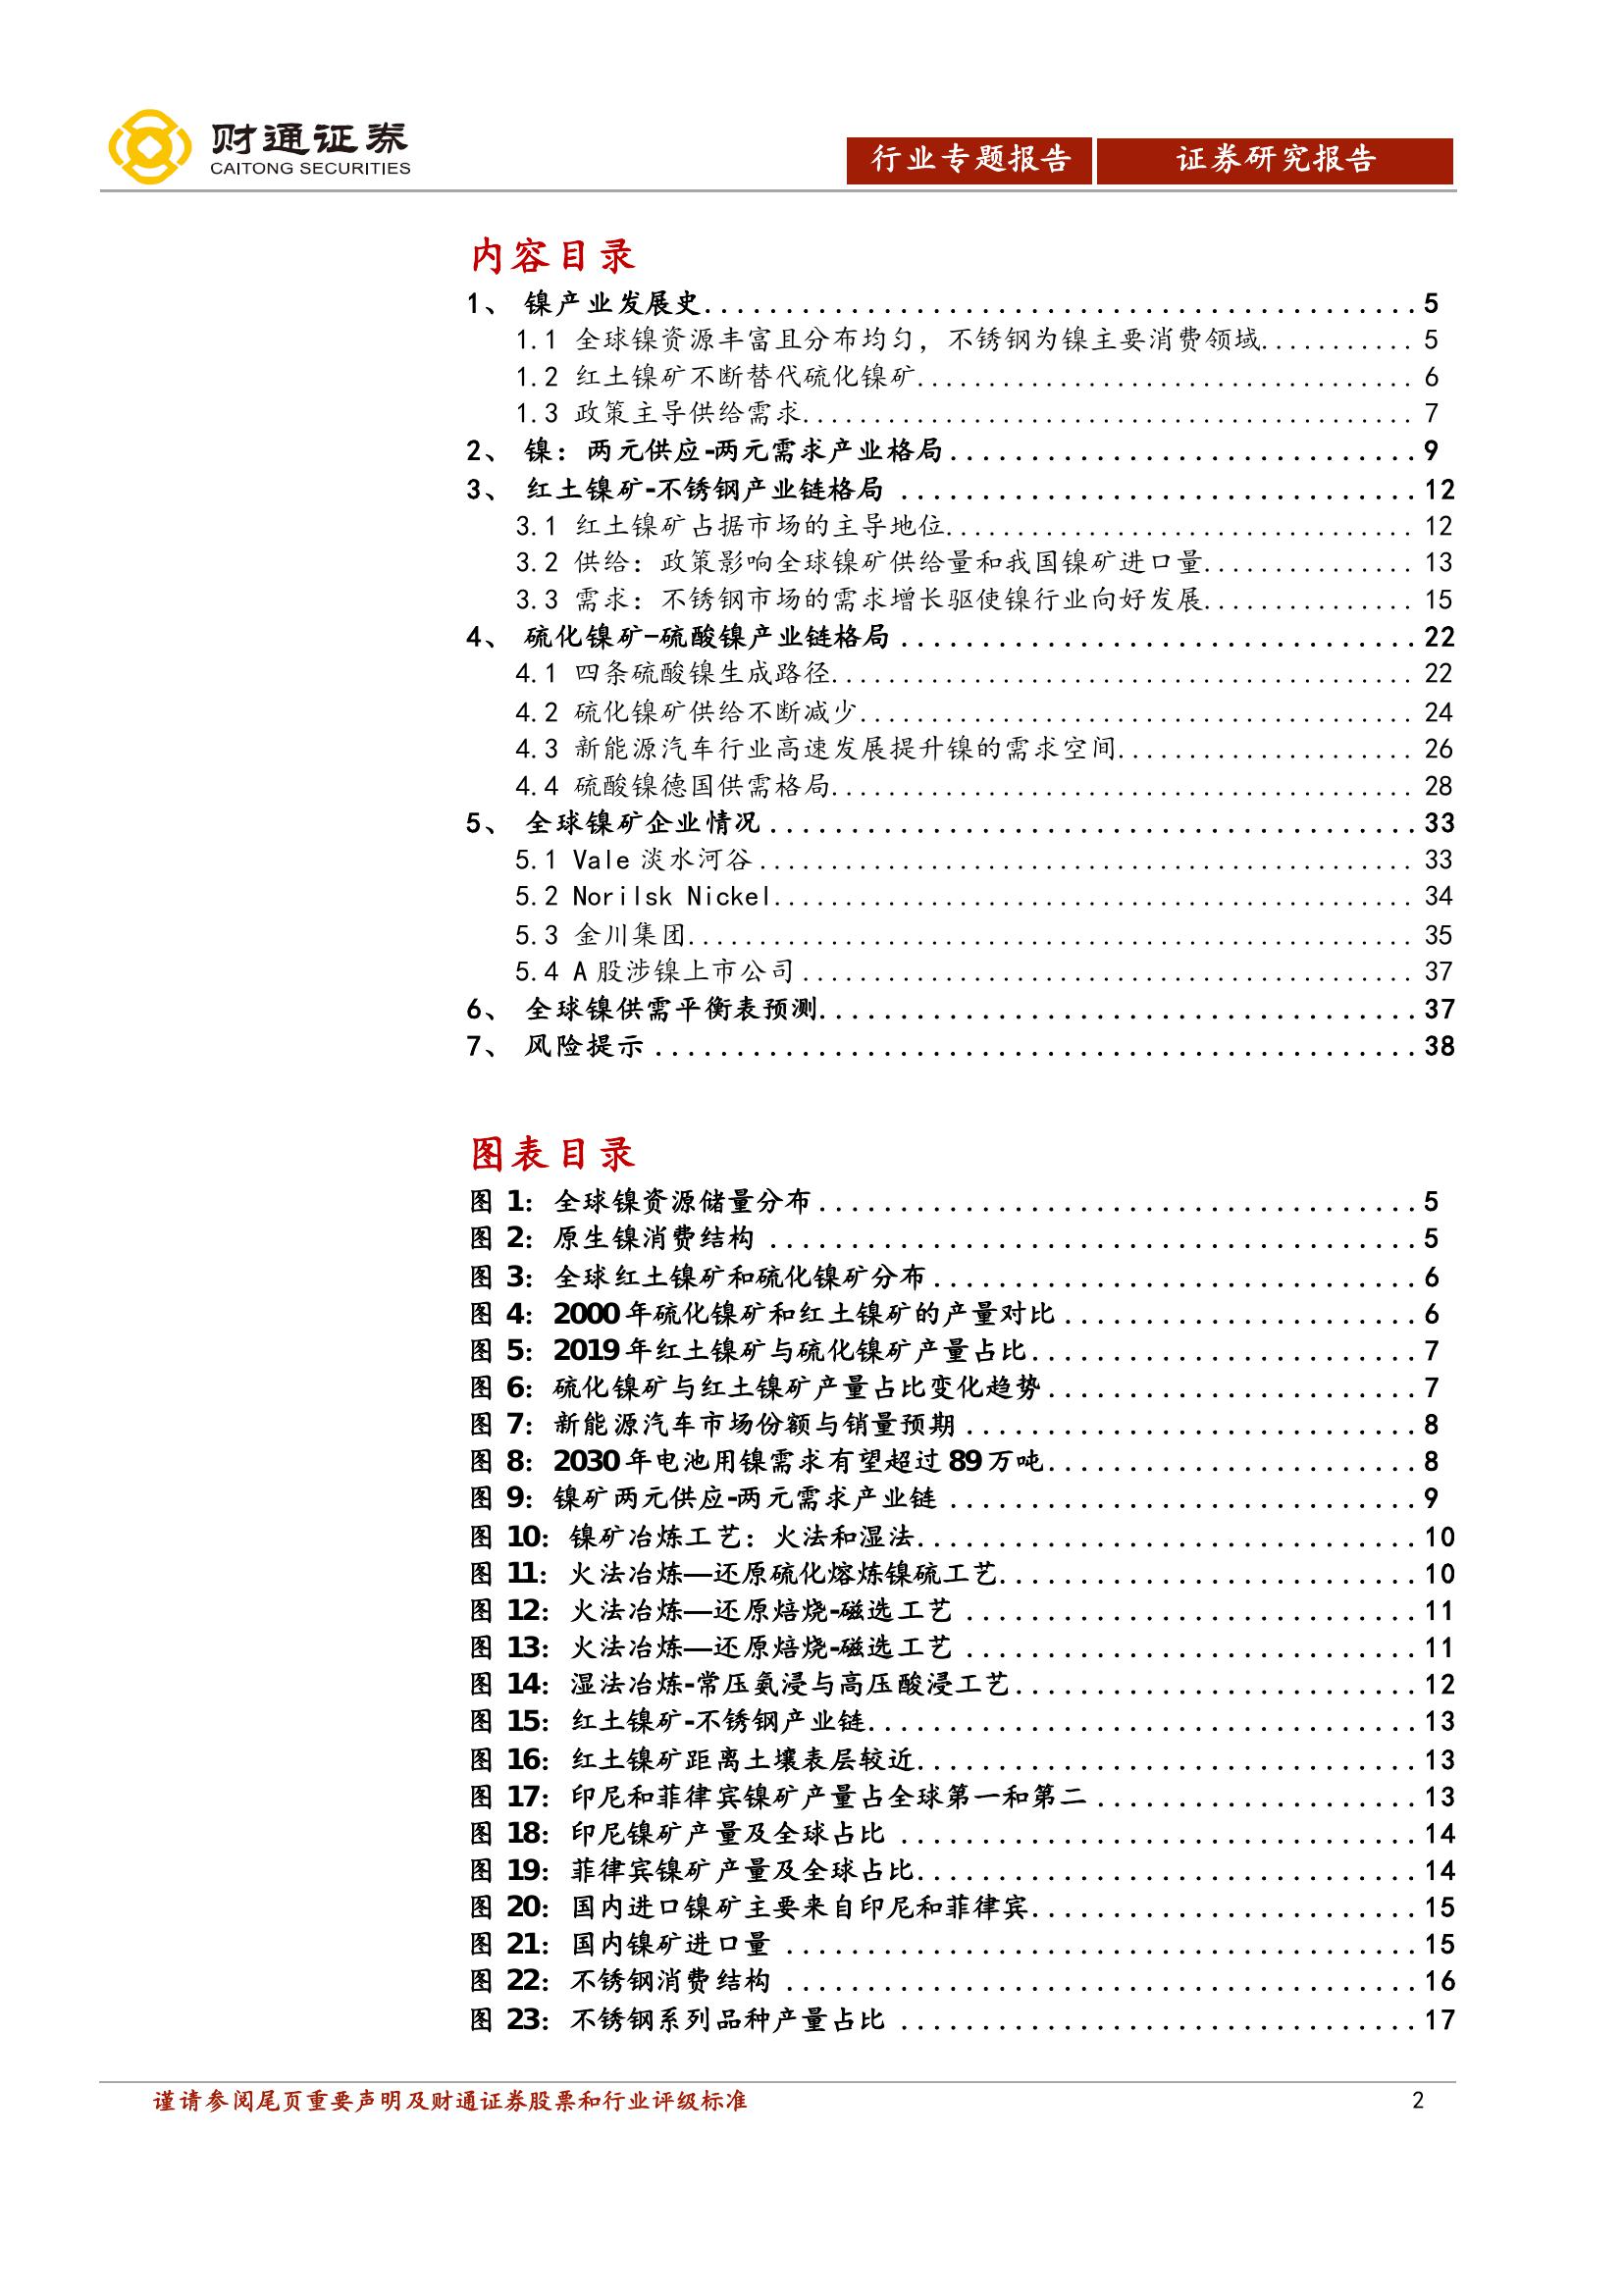 财通证券
CAITONG SECURITIES
行业专题报告 证券研究报告
内容目录
1、 镍产业发展史............................................5
1.1 全球镍资源丰富且分布均匀，不锈钢为镍主要消费领域........... 5
1.2 红土镍矿不断替代硫化镍矿................................... 6
1.3 政策主导供给需求........................................... 7
2、 镍：两元供应-两元需求产业格局.............................9
3、 红土镍矿-不锈钢产业链格局 ................................12
3.1 红土镍矿占据市场的主导地位................................. 12
3.2 供给：政策影响全球镍矿供给量和我国镍矿进口量............... 13
3.3 需求：不锈钢市场的需求增长驱使镍行业向好发展............... 15
4、 硫化镍矿-硫酸镍产业链格局 ................................22
4.1 四条硫酸镍生成路径......................................... 22
4.2 硫化镍矿供给不断减少....................................... 24
4.3 新能源汽车行业高速发展提升镍的需求空间..................... 26
4.4 硫酸镍德国供需格局......................................... 28
5、 全球镍矿企业情况........................................33
5.1 Vale 淡水河谷.............................................. 33
5.2 Norilsk Nickel............................................. 34
5.3 金川集团................................................... 35
5.4 A 股涉镍上市公司........................................... 37
6、 全球镍供需平衡表预测.....................................37
7、 风险提示 ...............................................38
图表目录
图 1：全球镍资源储量分布.....................................5
图 2：原生镍消费结构 ........................................5
图 3：全球红土镍矿和硫化镍矿分布..............................6
图 4：2000 年硫化镍矿和红土镍矿的产量对比......................6
图 5：2019 年红土镍矿与硫化镍矿产量占比........................7
图 6：硫化镍矿与红土镍矿产量占比变化趋势.......................7
图 7：新能源汽车市场份额与销量预期 ............................8
图 8：2030 年电池用镍需求有望超过 89 万吨.......................8
图 9：镍矿两元供应-两元需求产业链 .............................9
图 10：镍矿冶炼工艺：火法和湿法...............................10
图 11：火法冶炼—还原硫化熔炼镍硫工艺..........................10
图 12：火法冶炼—还原焙烧-磁选工艺 ............................11
图 13：火法冶炼—还原焙烧-磁选工艺 ............................11
图 14：湿法冶炼-常压氨浸与高压酸浸工艺.........................12
图 15：红土镍矿-不锈钢产业链..................................13
图 16：红土镍矿距离土壤表层较近...............................13
图 17：印尼和菲律宾镍矿产量占全球第一和第二....................13
图 18：印尼镍矿产量及全球占比 ................................14
图 19：菲律宾镍矿产量及全球占比...............................14
图 20：国内进口镍矿主要来自印尼和菲律宾........................15
图 21：国内镍矿进口量 .......................................15
图 22：不锈钢消费结构 .......................................16
图 23：不锈钢系列品种产量占比 ................................17
谨请参阅尾页重要声明及财通证券股票和行业评级标准 2